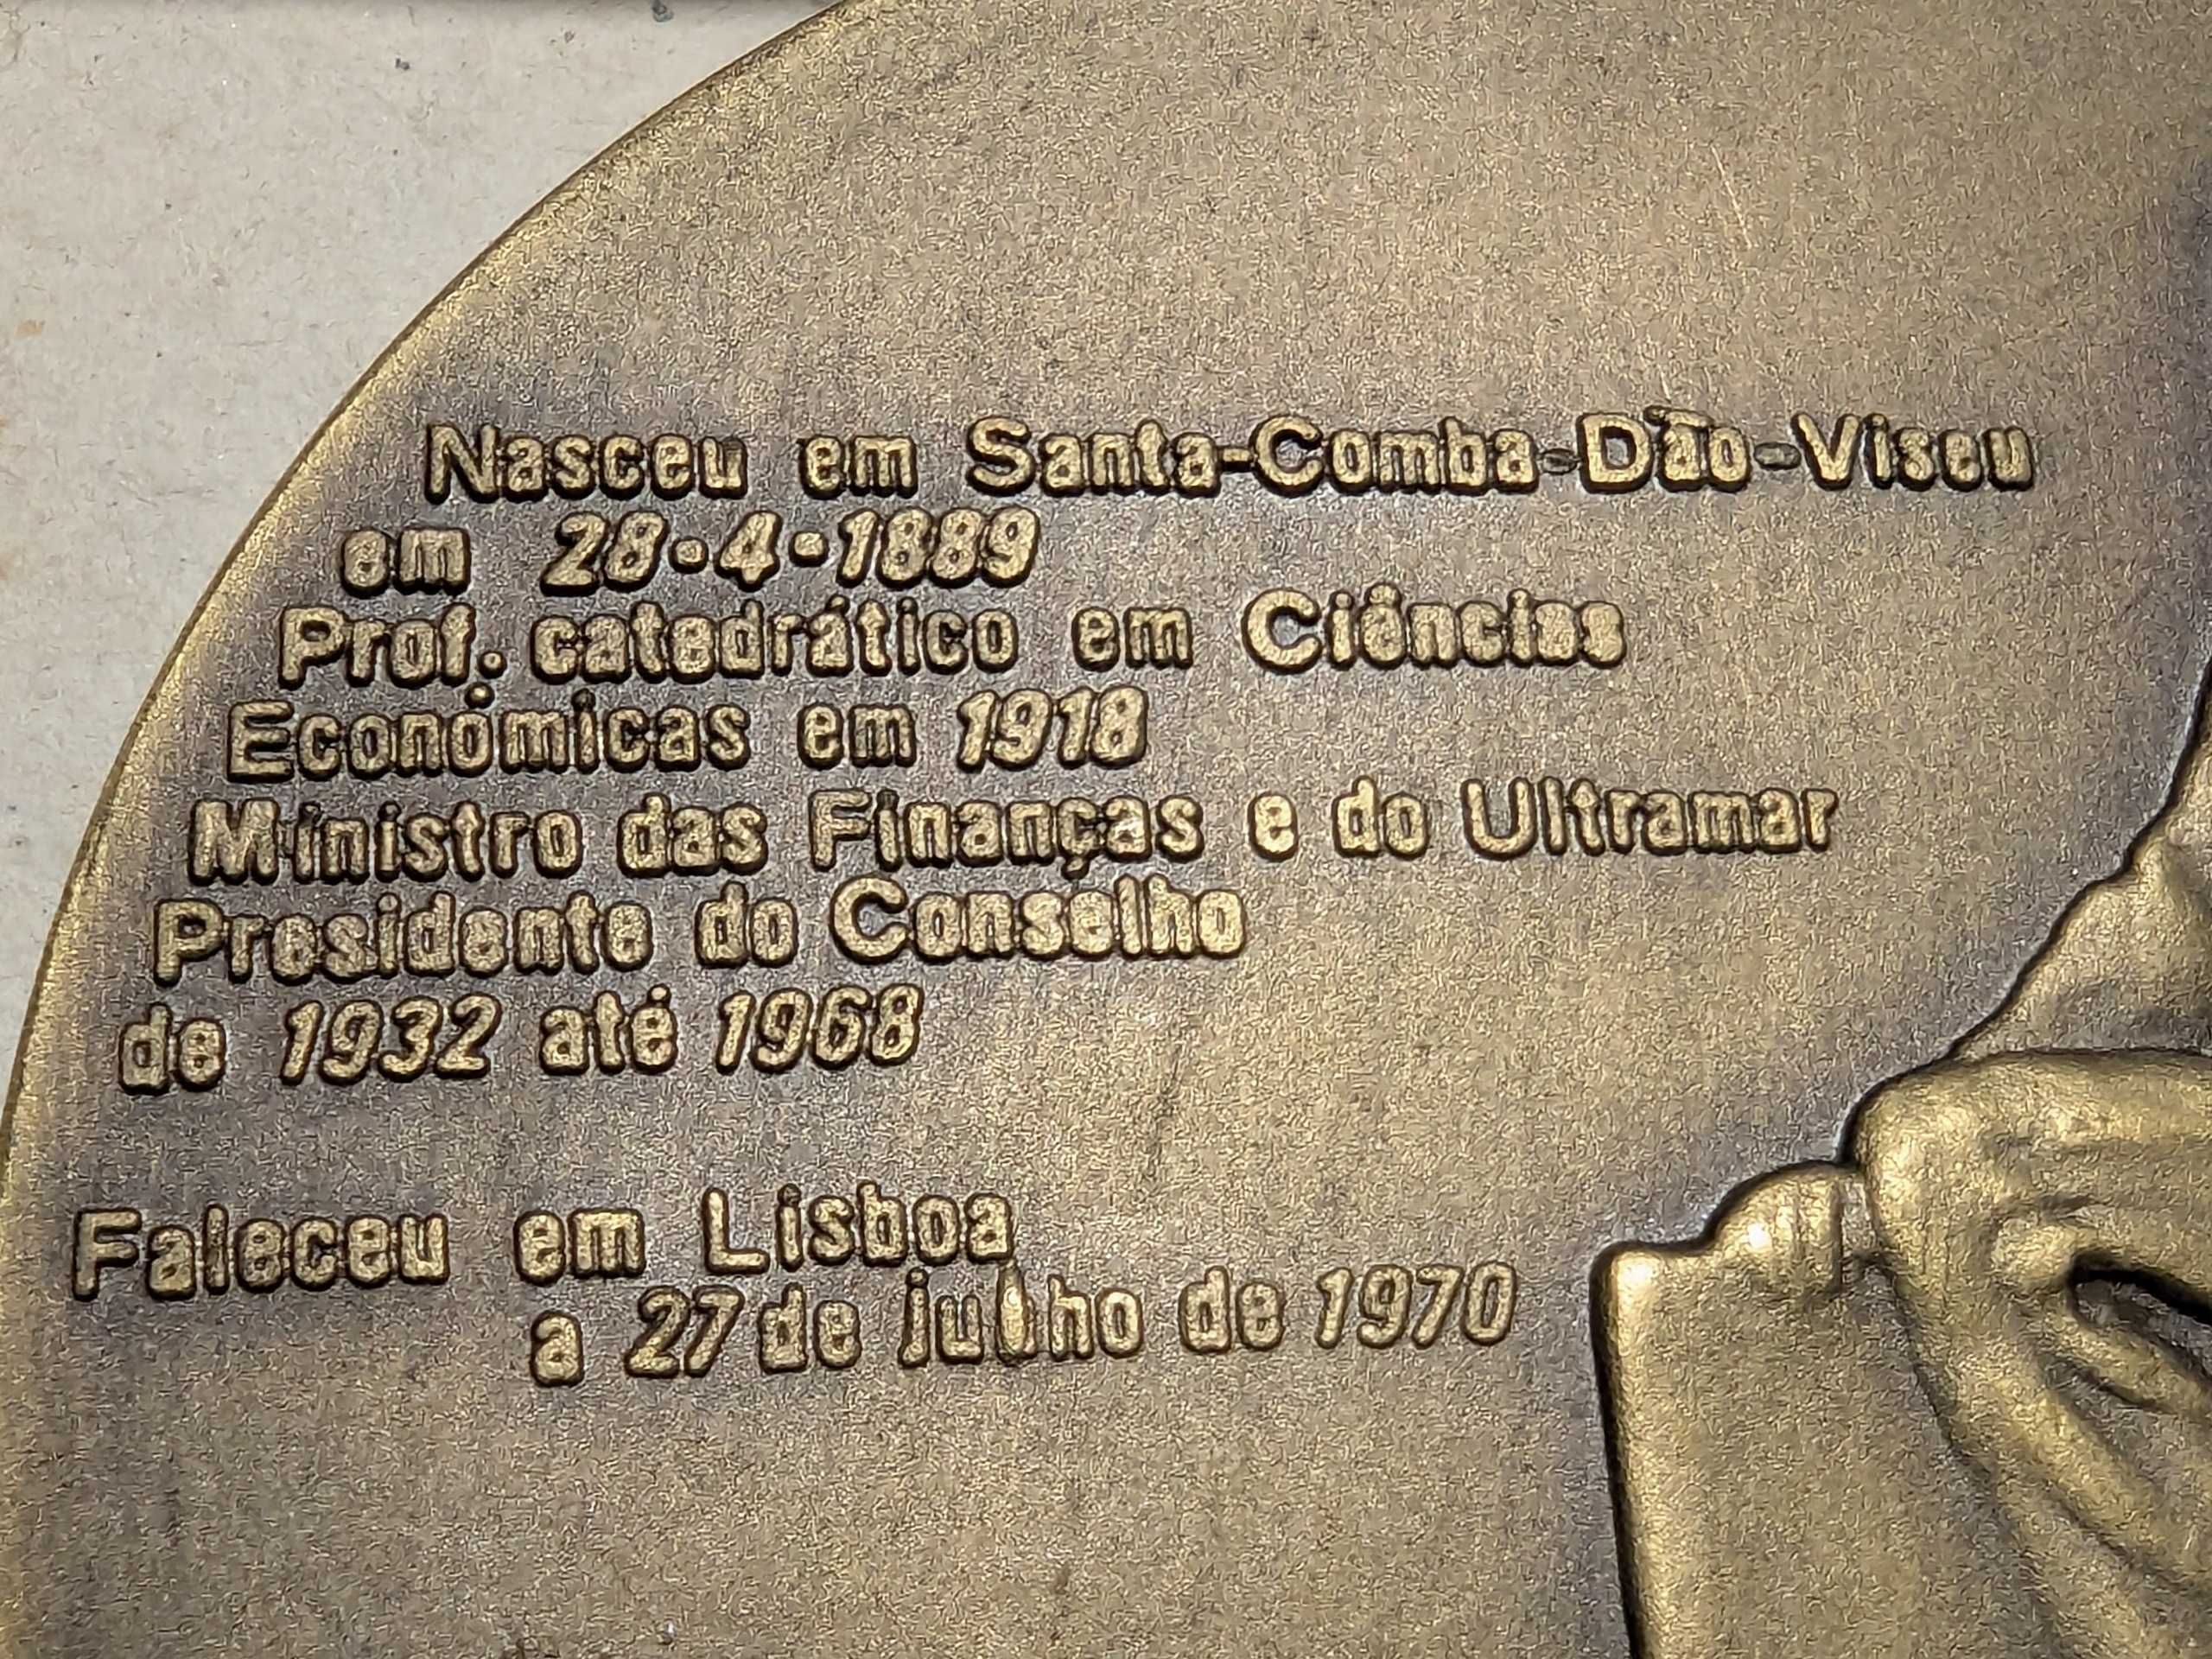 Nasceu em Santa-Comba-Dão-Viseu
em 28•4•1889
Prof. catedrático em Ciências
Económicas em 1918
Ministro das Finanças e do Ultramar
Presidente do Conselho
de 1932 até 1968
Faleceu em Lisboa
a 27 de julho de 1970